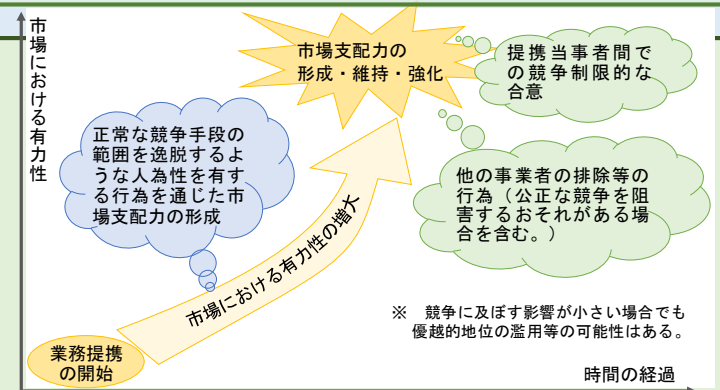 市場における有力性
市場支配力の
形成・維持・強化
提携当事者間で
の競争制限的な
合意
正常な競争手段の
範囲を逸脱するよ
うな人為性を有す
る行為を通じた市
場支配力の形成
他の事業者の排除等の
行為（公正な競争を阻
害するおそれがある場
合を含む。）
市場における有力性の増大
※　競争に及ぼす影響が小さい場合でも
優越的地位の濫用等の可能性はある。
業務提携
の開始
時間の経過